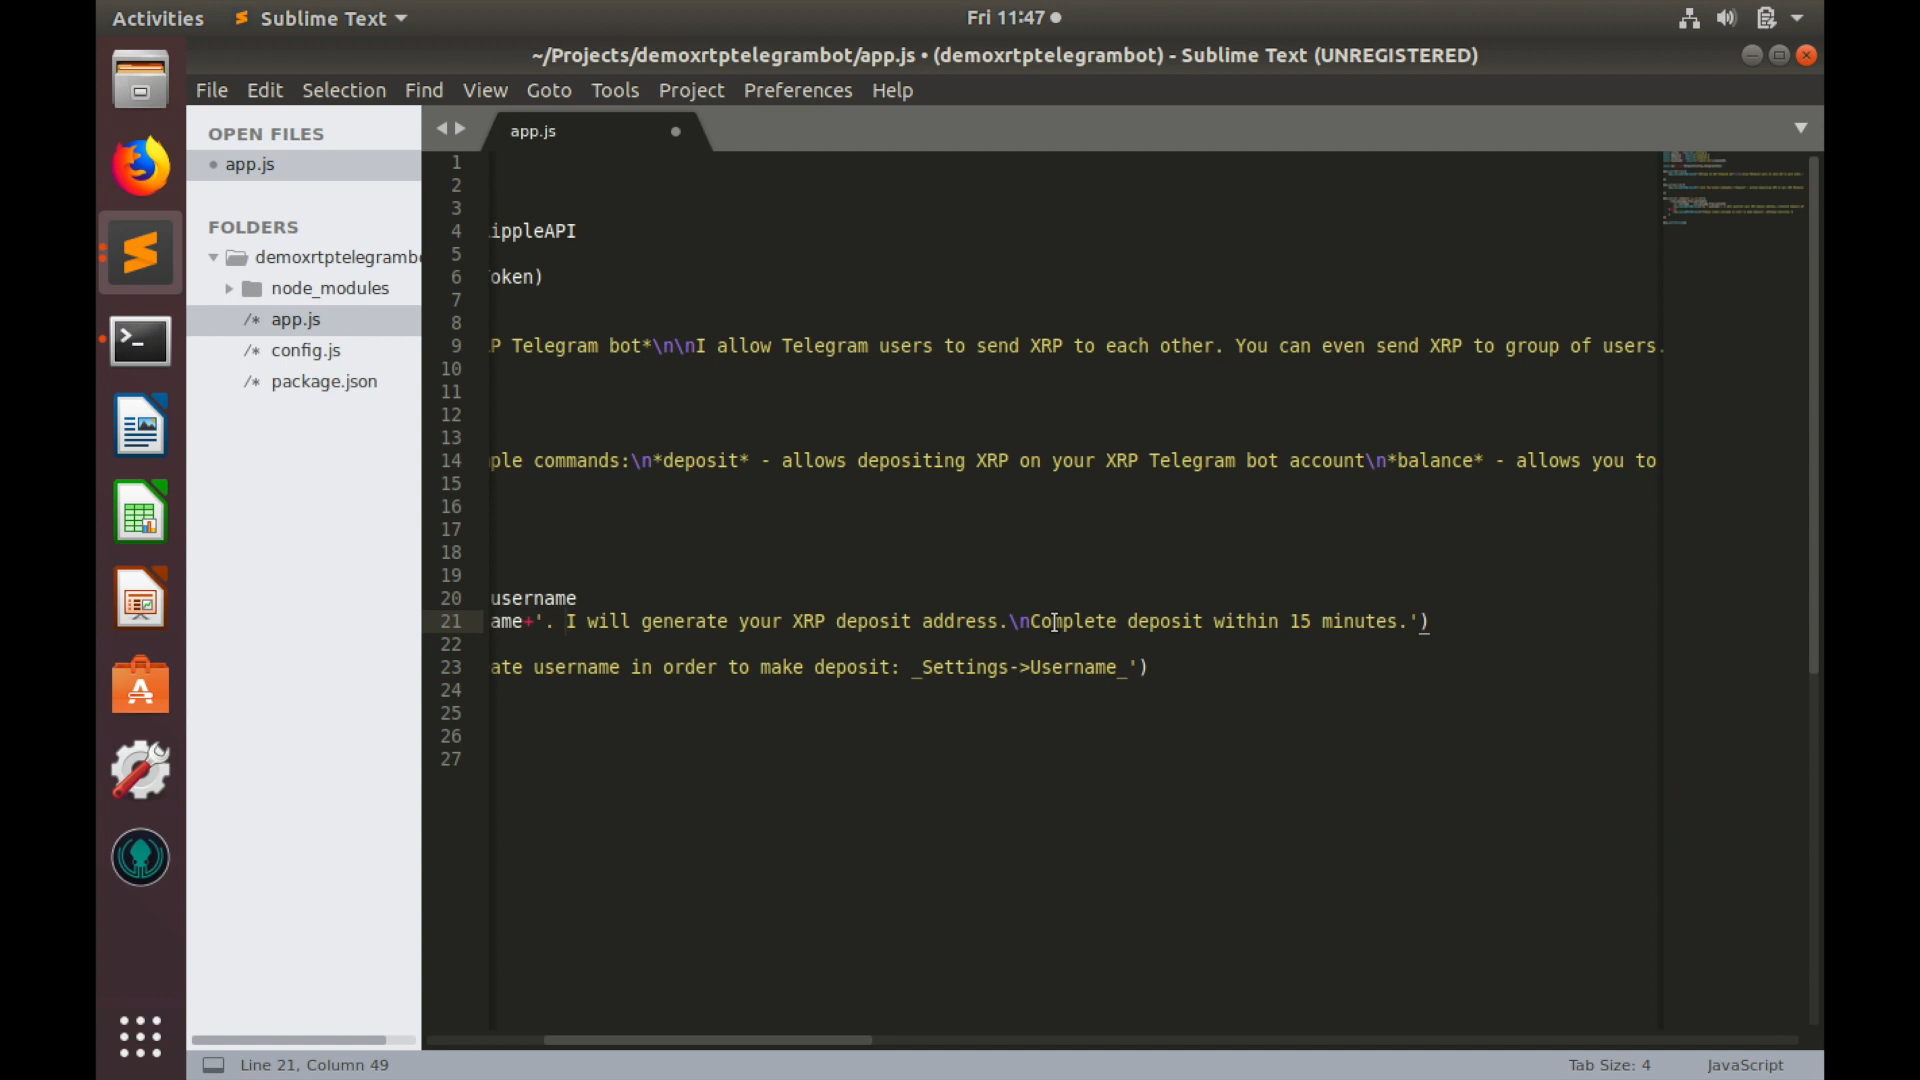 Activities Sublime Text Fri 11:47
~/Projects/demoxrtptelegrambot/app.js • (demoxrtptelegrambot) - Sublime Text (UNREGISTERED)
File Edit Selection Find View Goto Tools Project Preferences Help
OPEN FILES
app.js
FOLDERS
demoxrtptelegrambo
node_modules
/* app.js
/* config.js
/* package.json
app.js
1
2
3
4 ippleAPI
5
6 oken)
7
8
9 P Telegram bot*\n\nI allow Telegram users to send XRP to each other. You can even send XRP to group of users.
10
11
12
13
14 ple commands:\n*deposit* - allows depositing XRP on your XRP Telegram bot account\n*balance* - allows you to
15
16
17
18
19
20 username
21 ame+'. I will generate your XRP deposit address.\nComplete deposit within 15 minutes.')
22
23 ate username in order to make deposit: _Settings->Username_')
24
25
26
27
Line 21, Column 49 Tab Size: 4 JavaScript